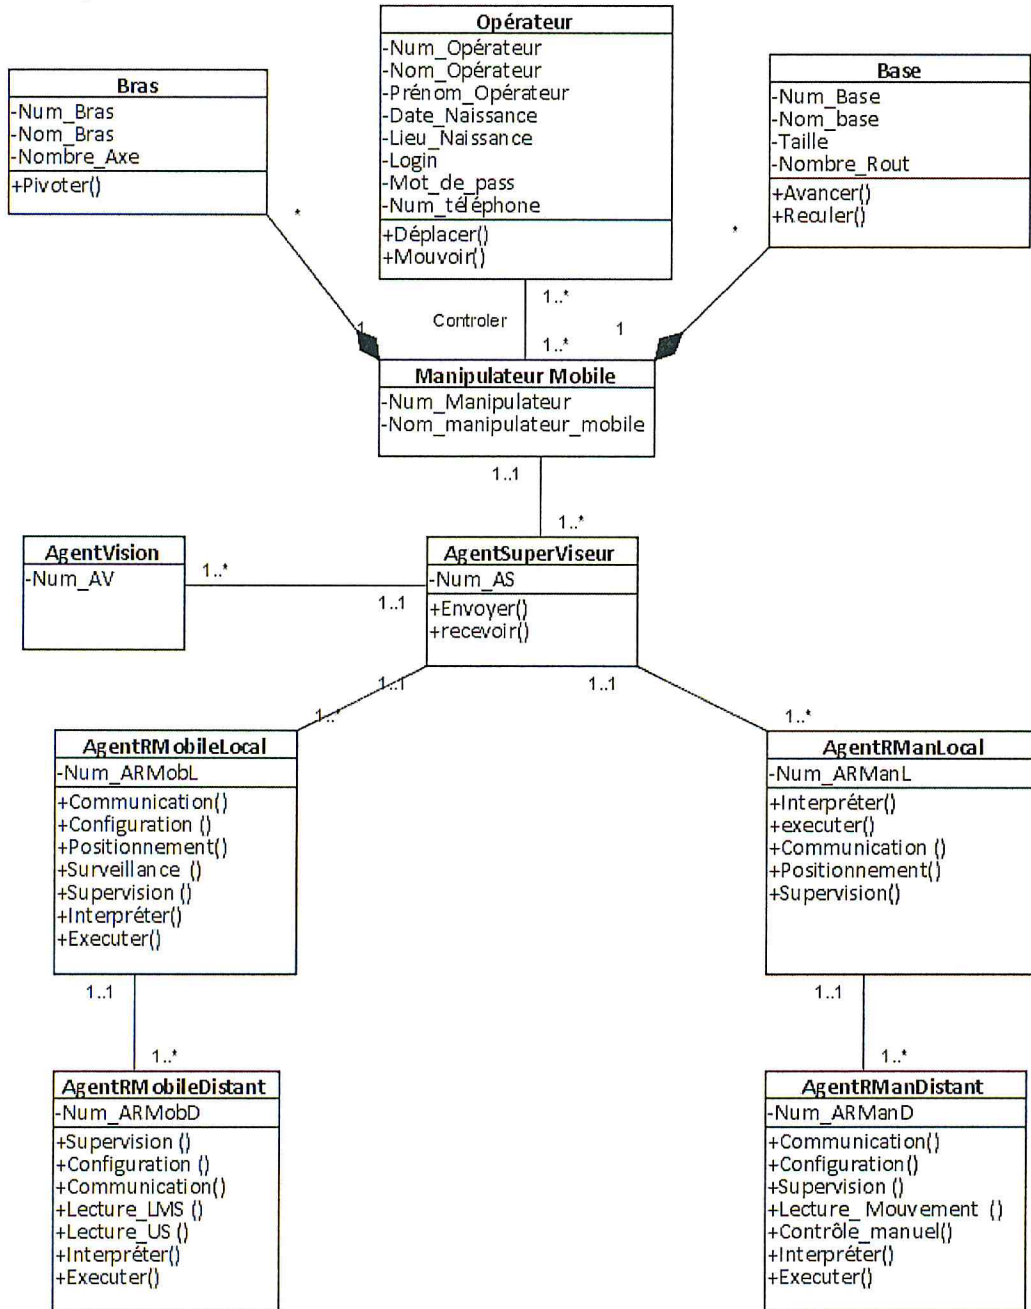 Opérateur
-Num_Opérateur
-Nom_Opérateur
-Prénom_Opérateur
-Date_Naissance
-Lieu_Naissance
-Login
-Mot_de_pass
-Num_téléphone
+Déplacer()
+Mouvoir()
Bras
-Num_Bras
-Nom_Bras
-Nombre_Axe
+Pivoter()
Base
-Num_Base
-Nom_base
-Taille
-Nombre_Rout
+Avancer()
+Reculer()
*
*
1..*
Controler
1
1
1..*
Manipulateur Mobile
-Num_Manipulateur
-Nom_manipulateur_mobile
1..1
1..*
AgentVision
-Num_AV
1..*
1..1
AgentSuperViseur
-Num_AS
+Envoyer()
+recevoir()
1..1
1..1
1..*
1..*
AgentRMobileLocal
-Num_ARMobL
+Communication()
+Configuration ()
+Positionnement()
+Surveillance ()
+Supervision ()
+Interpréter()
+Executer()
AgentRManLocal
-Num_ARManL
+Interpréter()
+executer()
+Communication ()
+Positionnement()
+Supervision()
1..1
1..1
1..*
1..*
AgentRMobileDistant
-Num_ARMobD
+Supervision ()
+Configuration ()
+Communication()
+Lecture_LMS ()
+Lecture_US ()
+Interpréter()
+Executer()
AgentRManDistant
-Num_ARManD
+Communication()
+Configuration()
+Supervision ()
+Lecture_ Mouvement ()
+Contrôle_manuel()
+Interpréter()
+Executer()